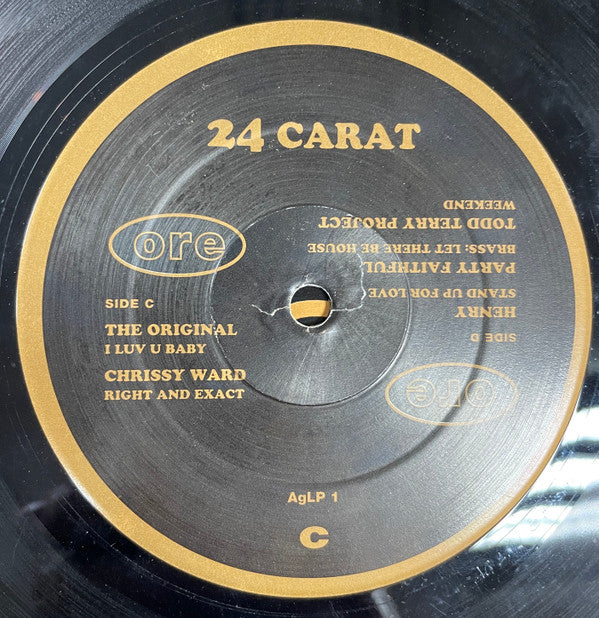 24 CARAT
ore
SIDE C
THE ORIGINAL
I LUV U BABY
CHRISSY WARD
RIGHT AND EXACT
ore
SIDE D
HENRY
STAND UP FOR LOVE
PARTY FAITHFUL
BRASS: LET THERE BE HOUSE
TODD TERRY PROJECT
WEEKEND
AgLP 1
C